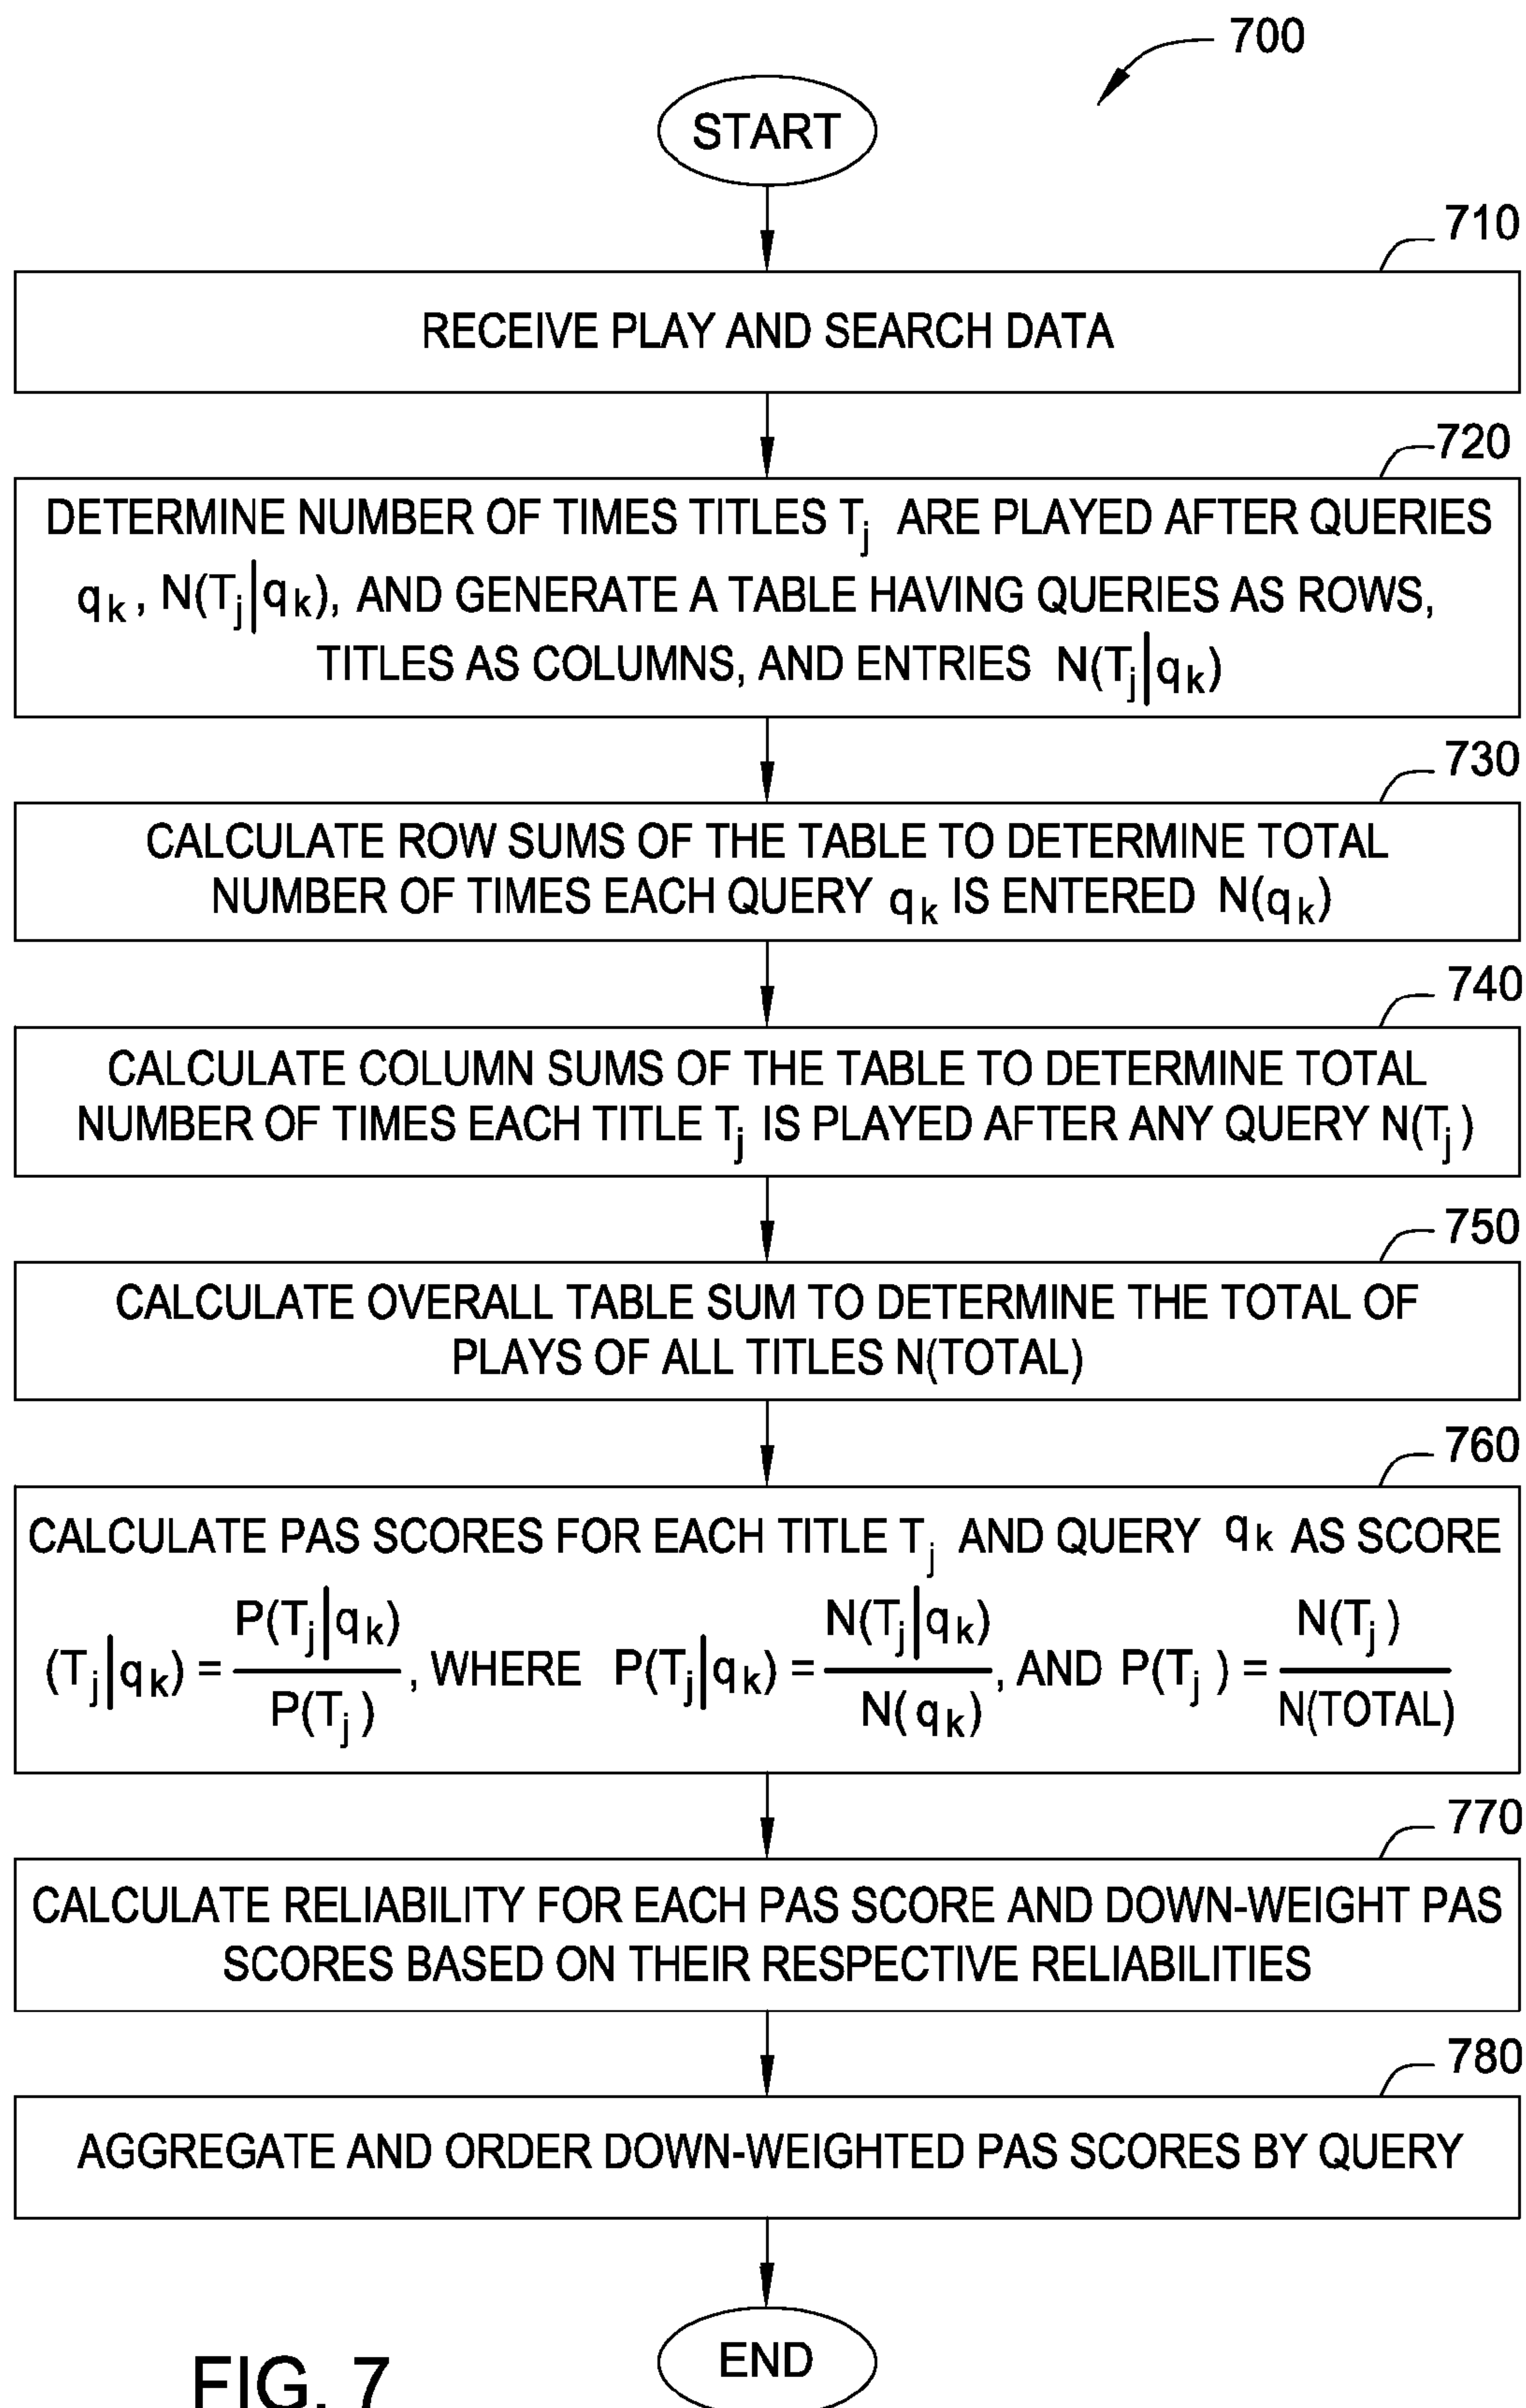 700
START
710
RECEIVE PLAY AND SEARCH DATA
720
DETERMINE NUMBER OF TIMES TITLES Tj ARE PLAYED AFTER QUERIES
qk, N(Tj|qk), AND GENERATE A TABLE HAVING QUERIES AS ROWS,
TITLES AS COLUMNS, AND ENTRIES N(Tj|qk)
730
CALCULATE ROW SUMS OF THE TABLE TO DETERMINE TOTAL
NUMBER OF TIMES EACH QUERY qk IS ENTERED N(qk)
740
CALCULATE COLUMN SUMS OF THE TABLE TO DETERMINE TOTAL
NUMBER OF TIMES EACH TITLE Tj IS PLAYED AFTER ANY QUERY N(Tj)
750
CALCULATE OVERALL TABLE SUM TO DETERMINE THE TOTAL OF
PLAYS OF ALL TITLES N(TOTAL)
760
CALCULATE PAS SCORES FOR EACH TITLE Tj AND QUERY qk AS SCORE
(Tj|qk) = P(Tj|qk) / P(Tj), WHERE P(Tj|qk) = N(Tj|qk) / N(qk), AND P(Tj) = N(Tj) / N(TOTAL)
770
CALCULATE RELIABILITY FOR EACH PAS SCORE AND DOWN-WEIGHT PAS
SCORES BASED ON THEIR RESPECTIVE RELIABILITIES
780
AGGREGATE AND ORDER DOWN-WEIGHTED PAS SCORES BY QUERY
END
FIG. 7